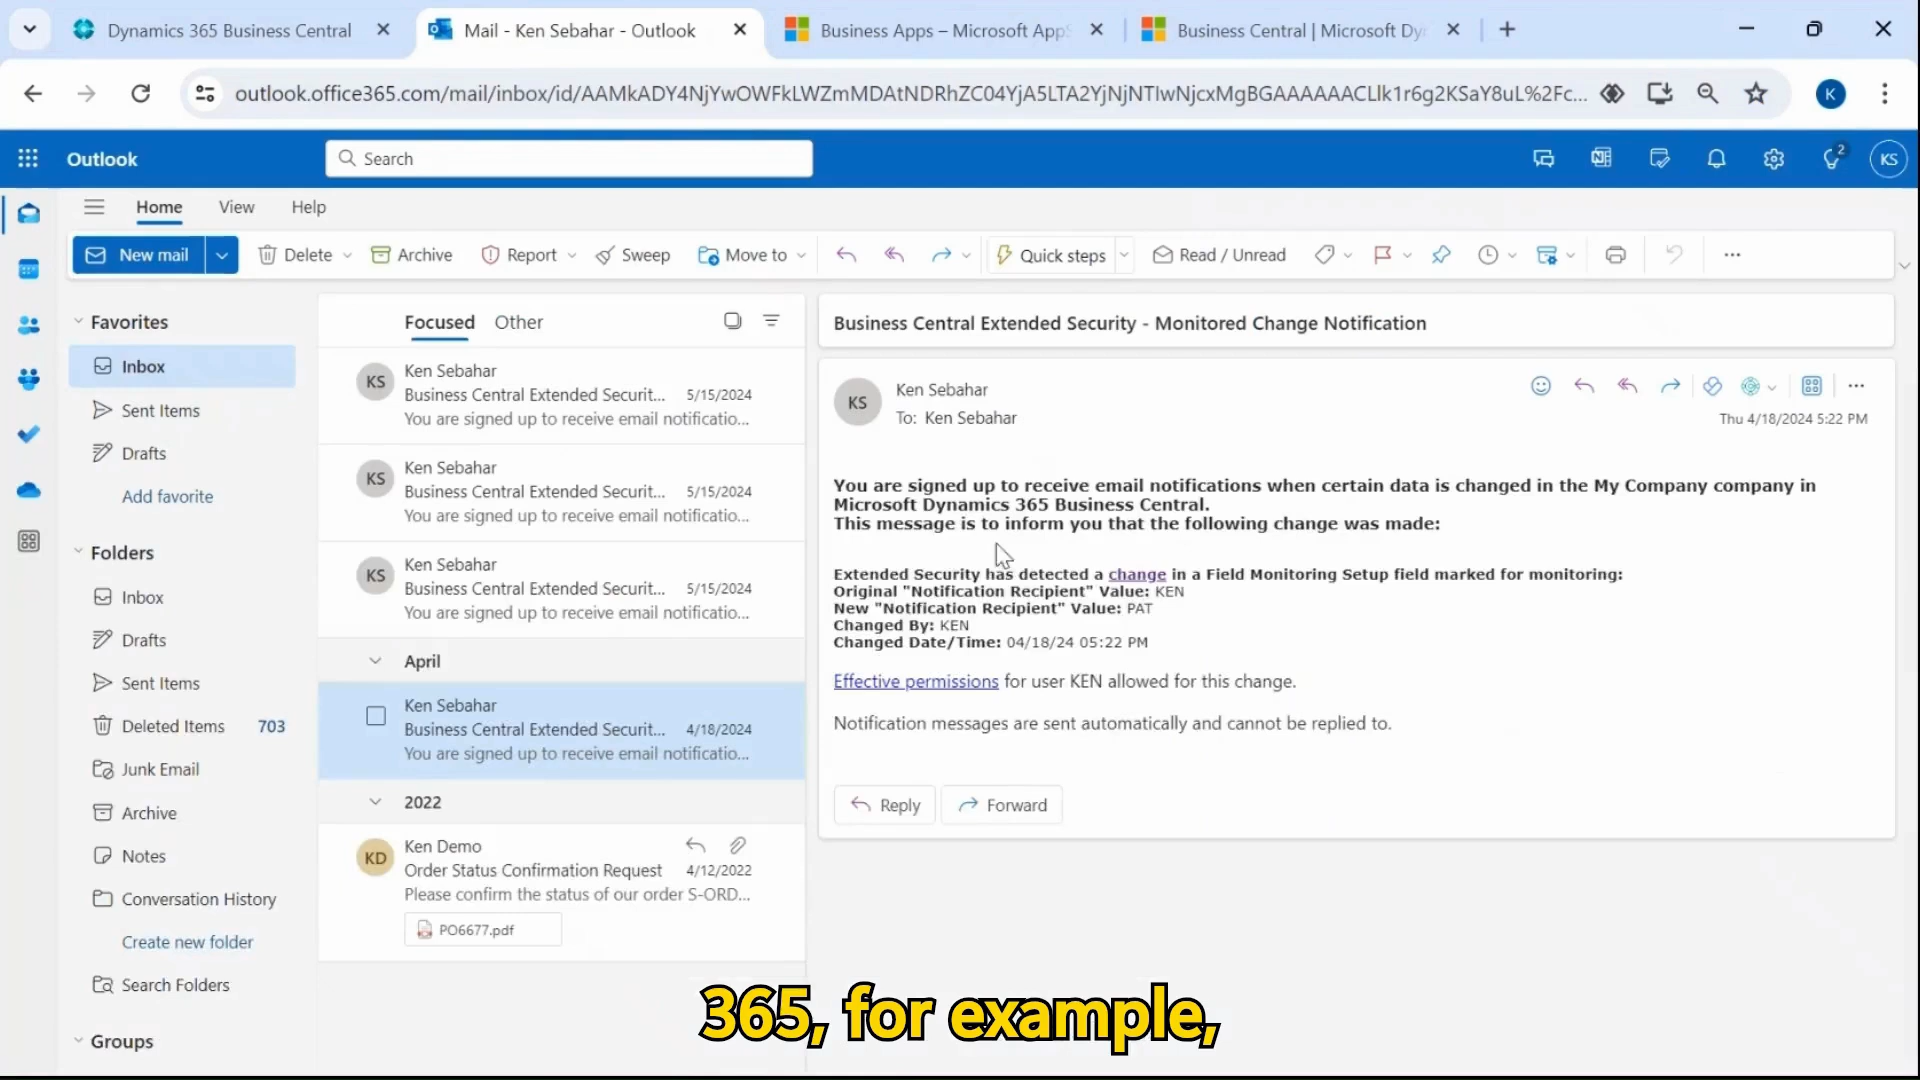 Dynamics 365 Business Central
Mail - Ken Sebahar - Outlook
Business Apps – Microsoft App
Business Central | Microsoft Dy
outlook.office365.com/mail/inbox/id/
K
Outlook
Search
2
KS
Home View Help
New mail Delete Archive Report Sweep Move to Quick steps Read / Unread
Favorites
Inbox
Sent Items
Drafts
Add favorite
Folders
Inbox
Drafts
Sent Items
Deleted Items 703
Junk Email
Archive
Notes
Conversation History
Create new folder
Search Folders
Groups
Focused Other
KS
Ken Sebahar
Business Central Extended Securit... 5/15/2024
You are signed up to receive email notificatio...
KS
Ken Sebahar
Business Central Extended Securit... 5/15/2024
You are signed up to receive email notificatio...
KS
Ken Sebahar
Business Central Extended Securit... 5/15/2024
You are signed up to receive email notificatio...
April
Ken Sebahar
Business Central Extended Securit... 4/18/2024
You are signed up to receive email notificatio...
2022
KD
Ken Demo
Order Status Confirmation Request 4/12/2022
Please confirm the status of our order S-ORD...
PO6677.pdf
Business Central Extended Security - Monitored Change Notification
KS
Ken Sebahar
To: Ken Sebahar
Thu 4/18/2024 5:22 PM
You are signed up to receive email notifications when certain data is changed in the My Company company in
Microsoft Dynamics 365 Business Central.
This message is to inform you that the following change was made:
Extended Security has detected a change in a Field Monitoring Setup field marked for monitoring:
Original "Notification Recipient" Value: KEN
New "Notification Recipient" Value: PAT
Changed By: KEN
Changed Date/Time: 04/18/24 05:22 PM
Effective permissions for user KEN allowed for this change.
Notification messages are sent automatically and cannot be replied to.
Reply Forward
365, for example,